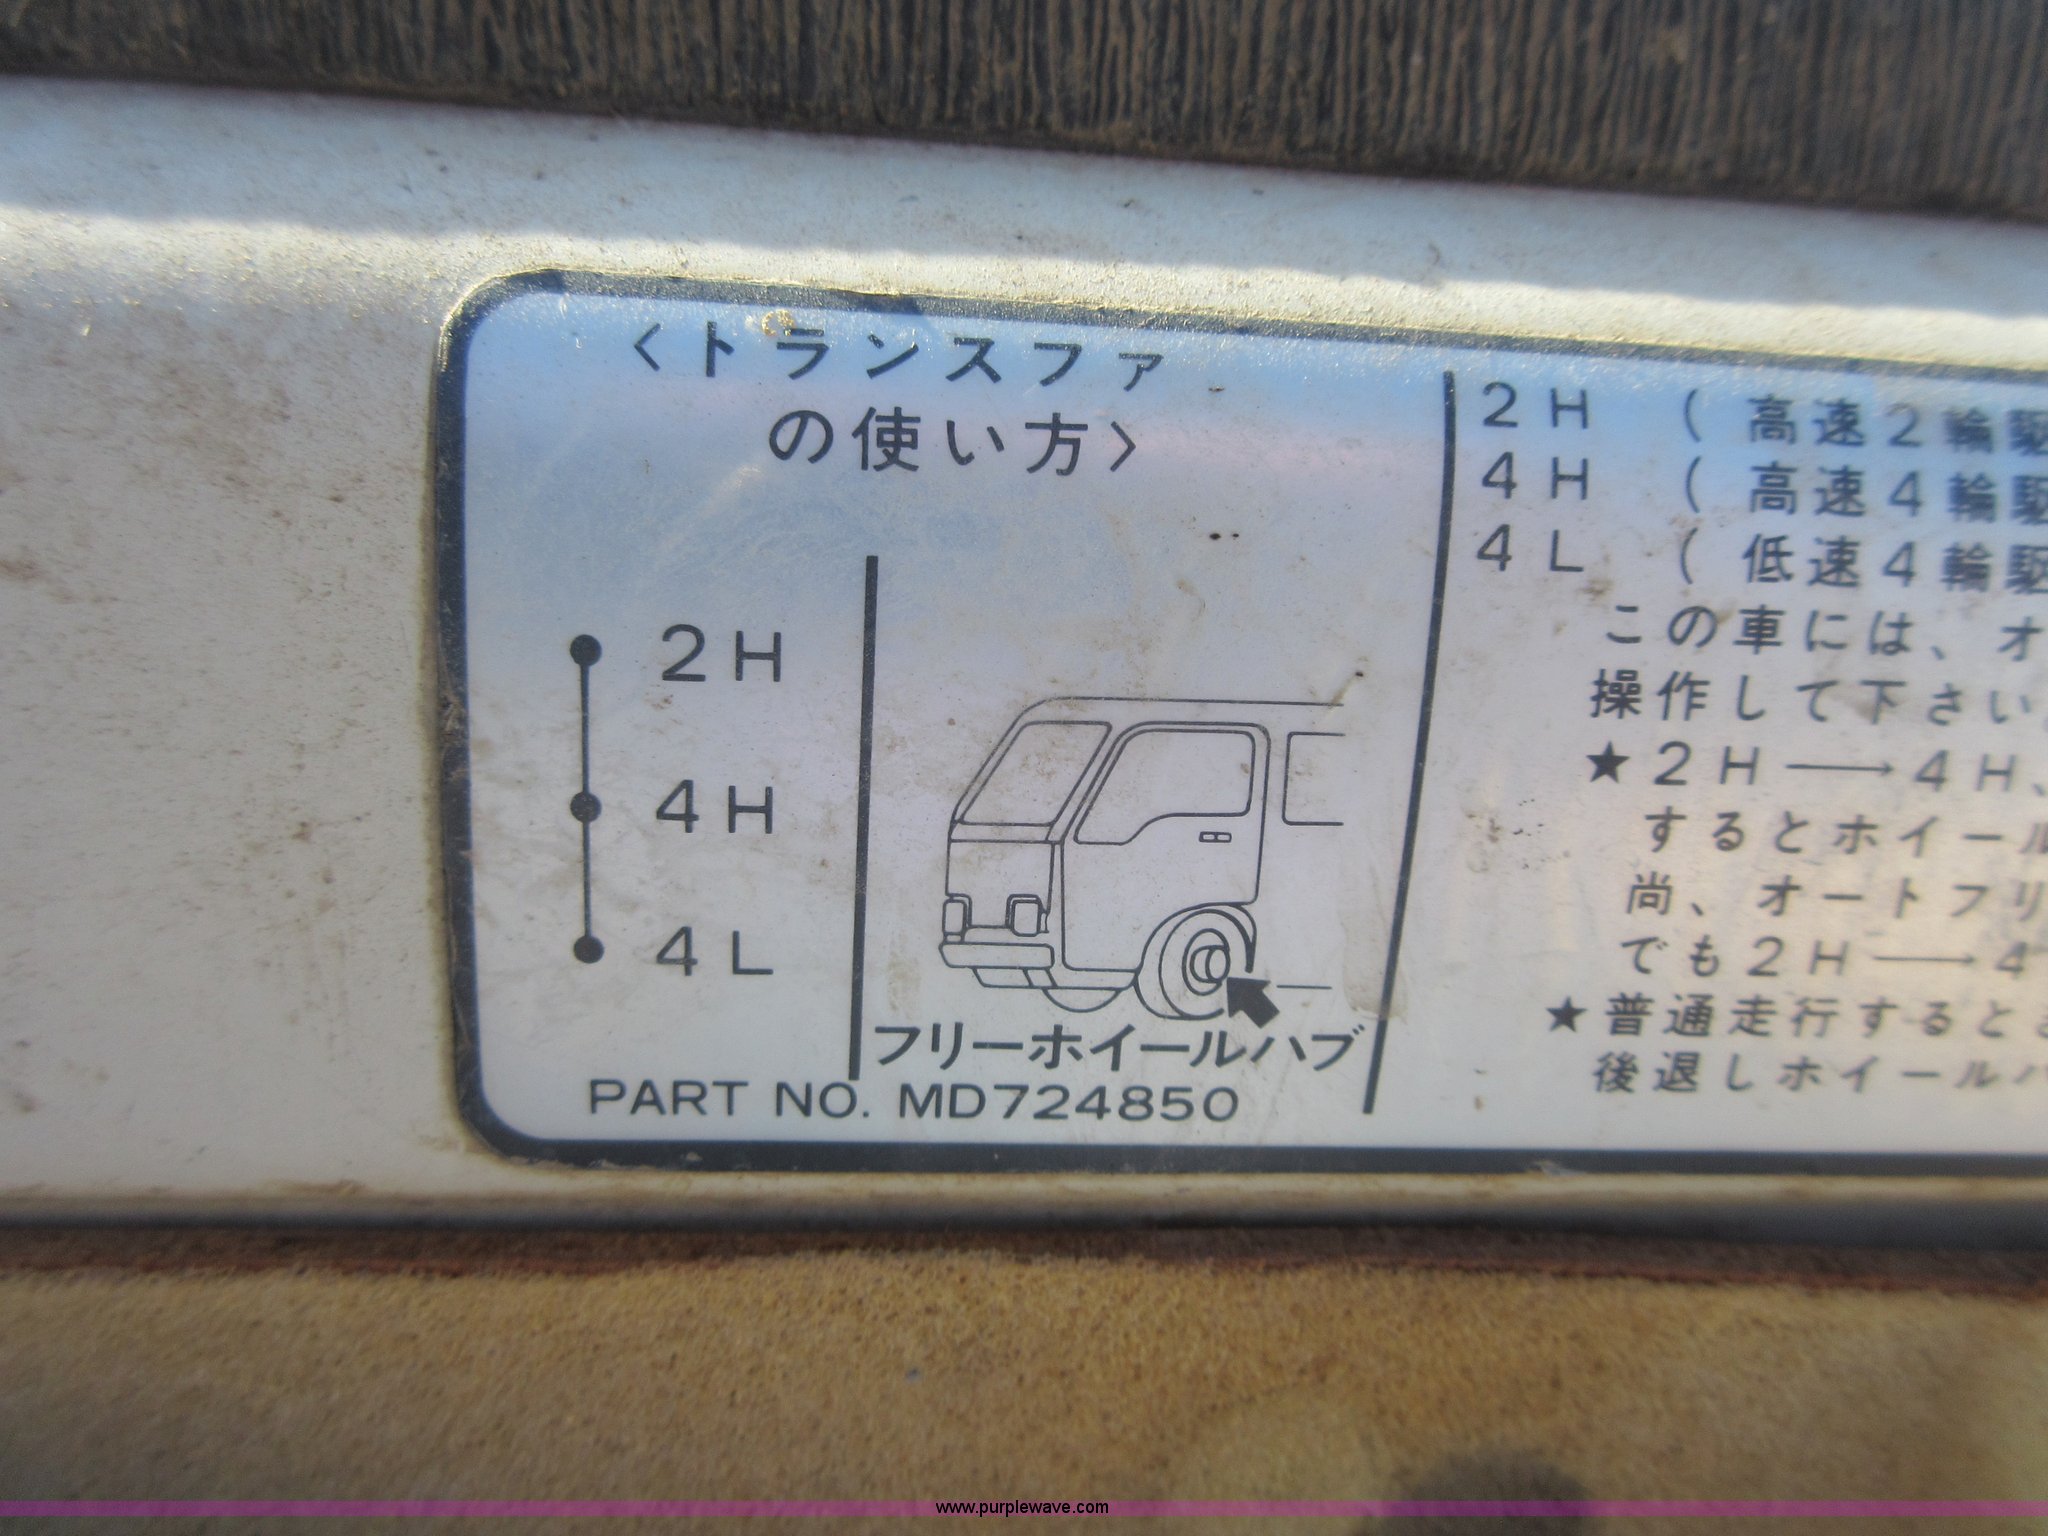 〈トランスファ
の使い方〉
2H
4H
4L
フリーホイールハブ
PART NO. MD724850
2H ( 高速2輪駆
4H ( 高速4輪駆
4L ( 低速4輪駆
この車には、オ
操作して下さい。
★2H→4H、
するとホイール
尚、オートフリ
でも2H→4
★普通走行すると
後退しホイールハ
www.purplewave.com